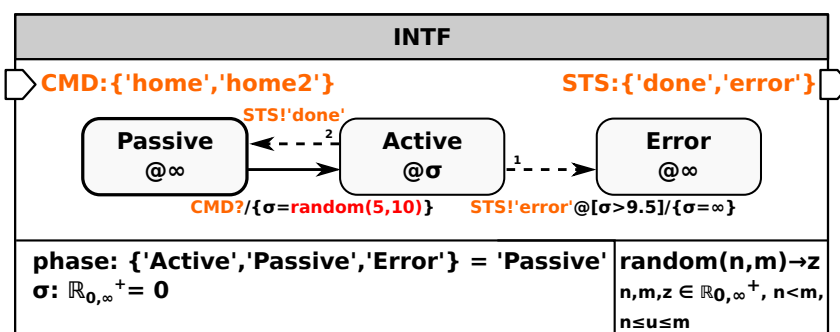 INTF
CMD:{'home','home2'} STS:{'done','error'}
STS!'done'
Passive
@∞
2
Active
@σ
1
Error
@∞
CMD?/{σ=random(5,10)} STS!'error'@[σ>9.5]/{σ=∞}
phase: {'Active','Passive','Error'} = 'Passive'
σ: ℝ0,∞⁺= 0
random(n,m)→z
n,m,z ∈ ℝ0,∞⁺, n<m,
n≤u≤m